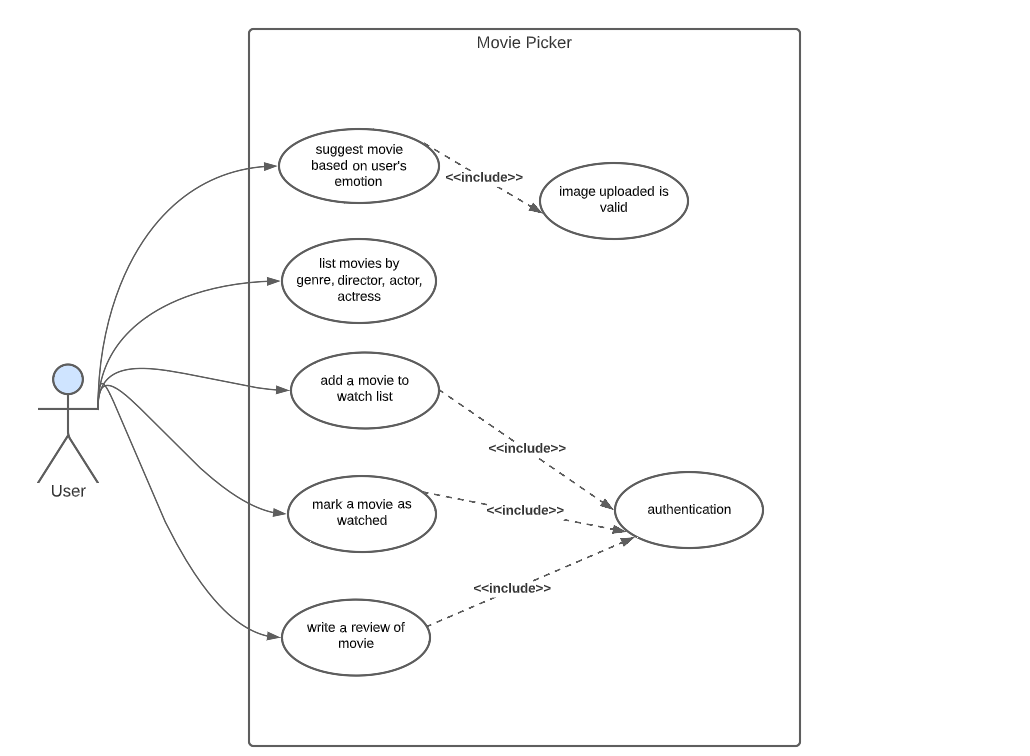 Movie Picker
suggest movie
based on user's
emotion
<<include>>
image uploaded is
valid
list movies by
genre, director, actor,
actress
add a movie to
watch list
<<include>>
mark a movie as
watched
<<include>>
authentication
User
<<include>>
write a review of
movie